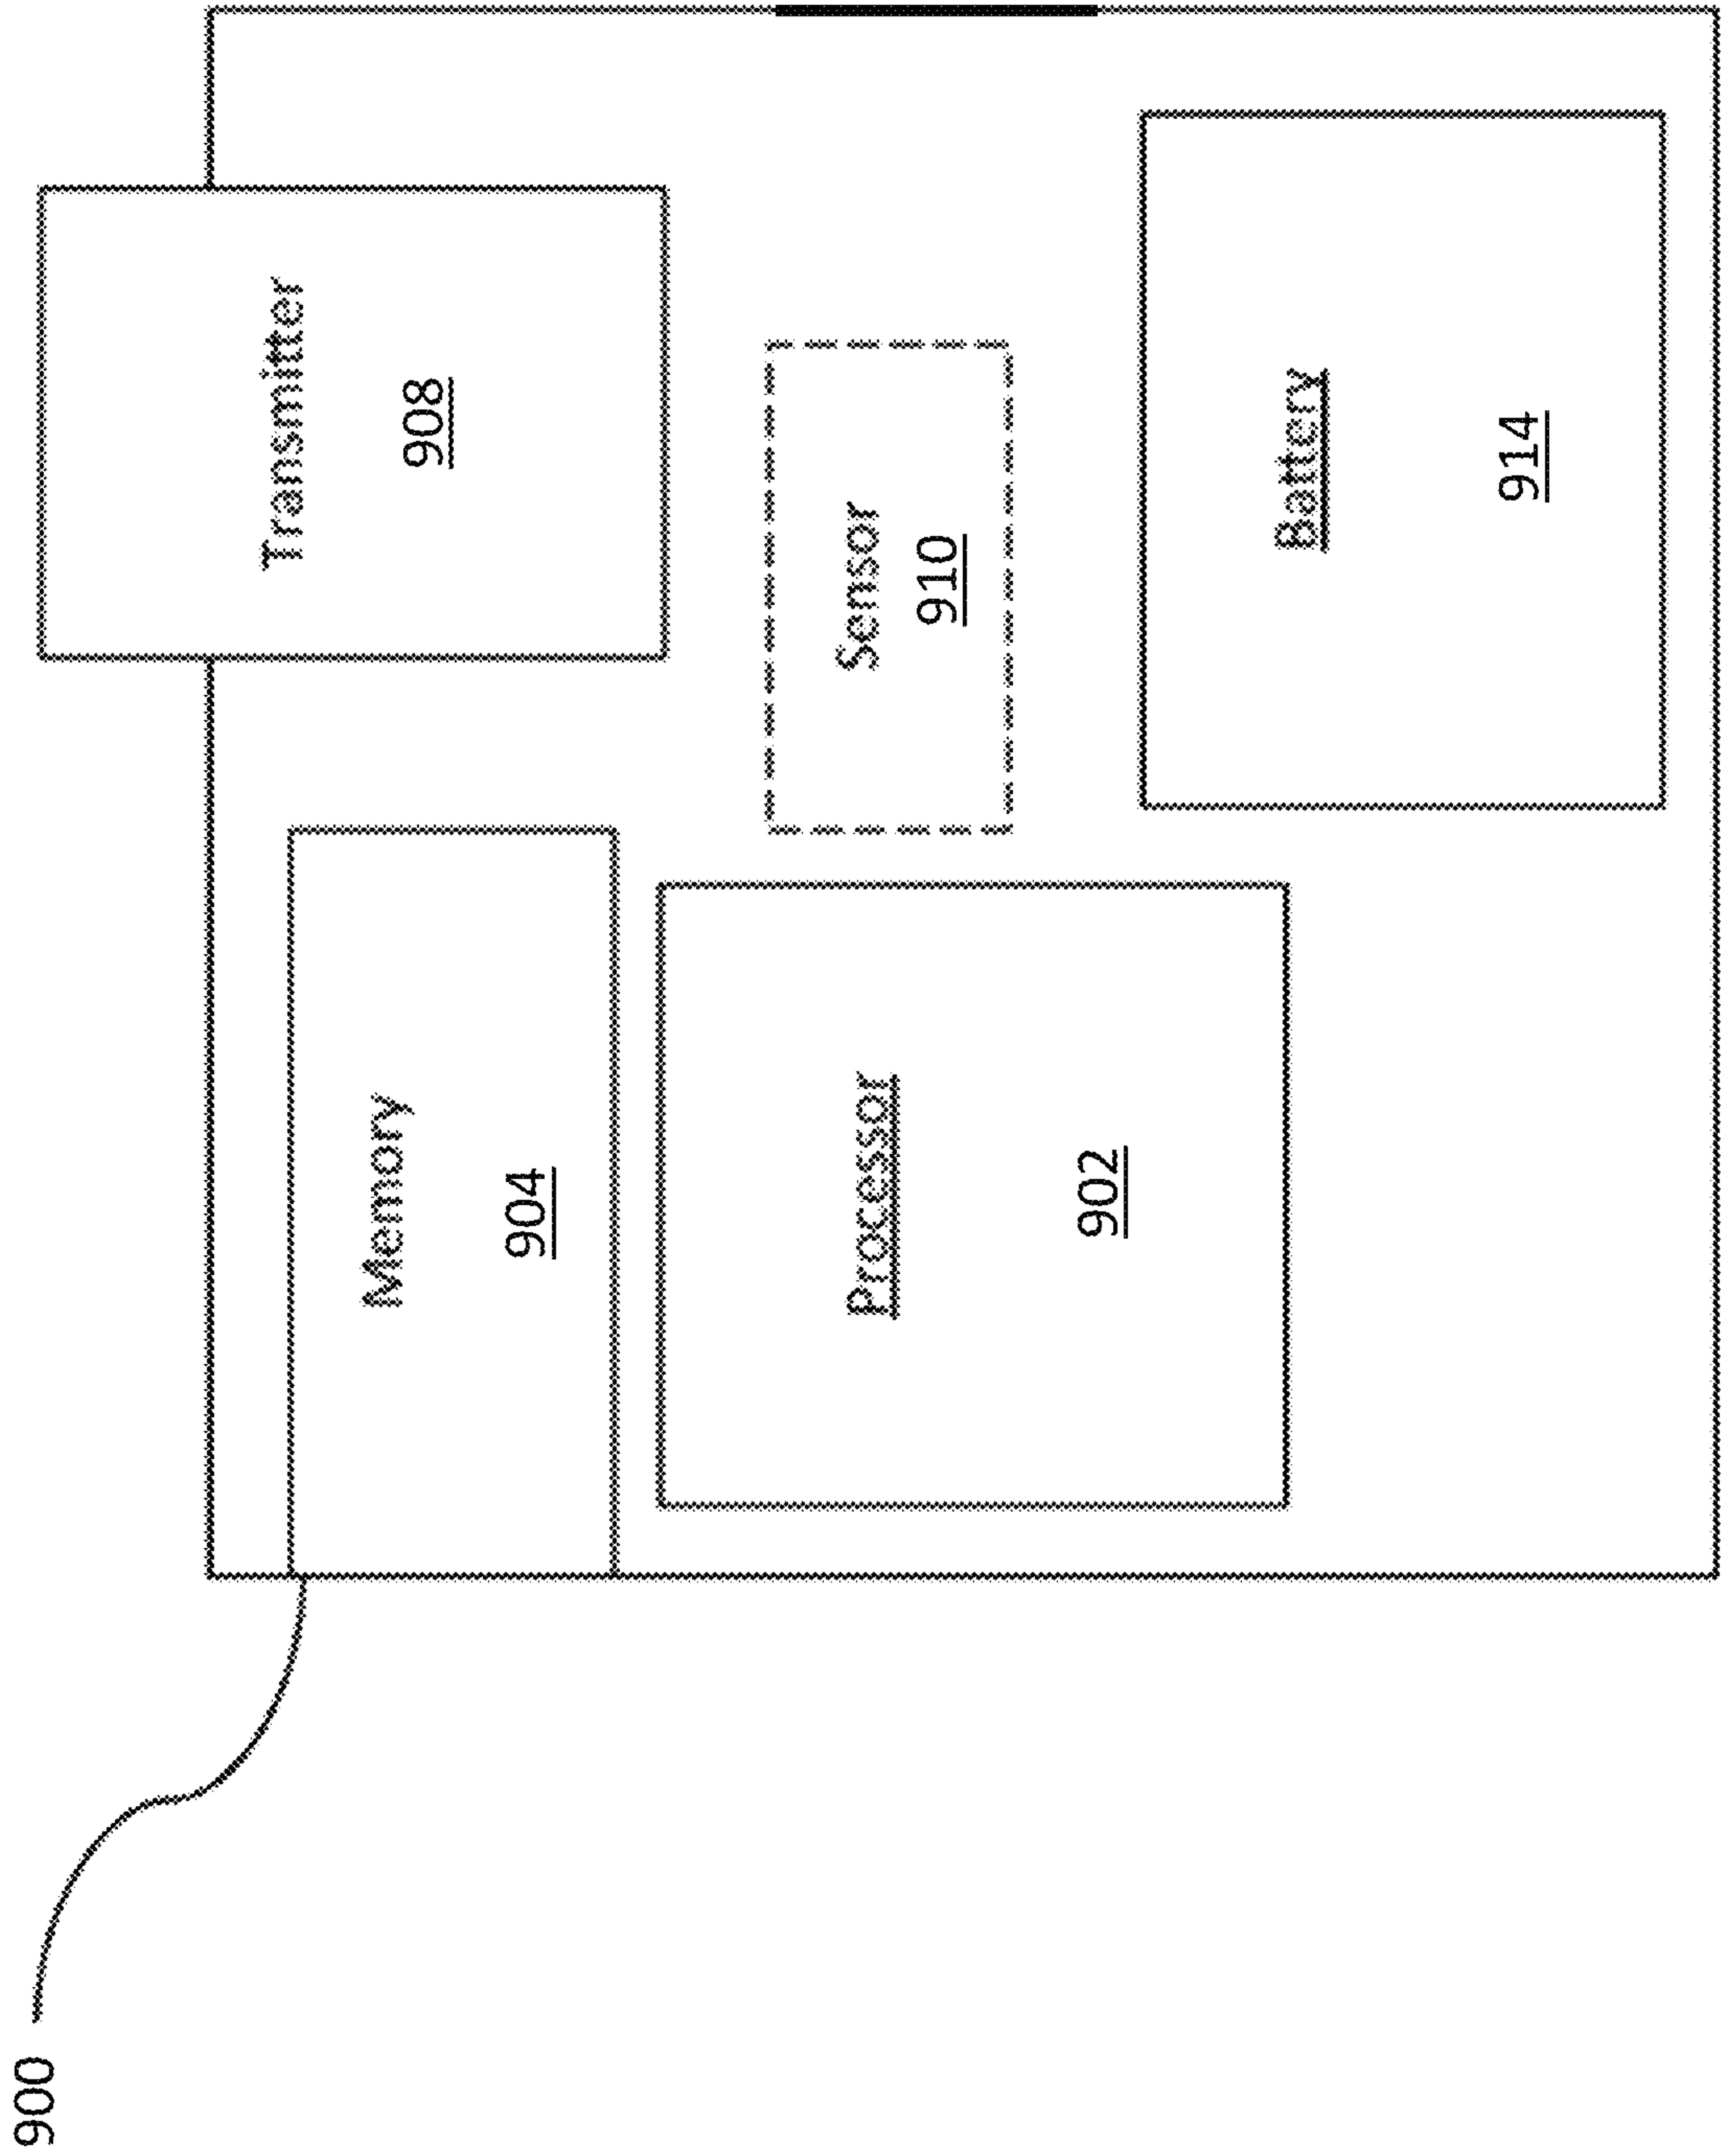 900
Memory
904
Transmitter
908
Processor
902
Sensor
910
Battery
914